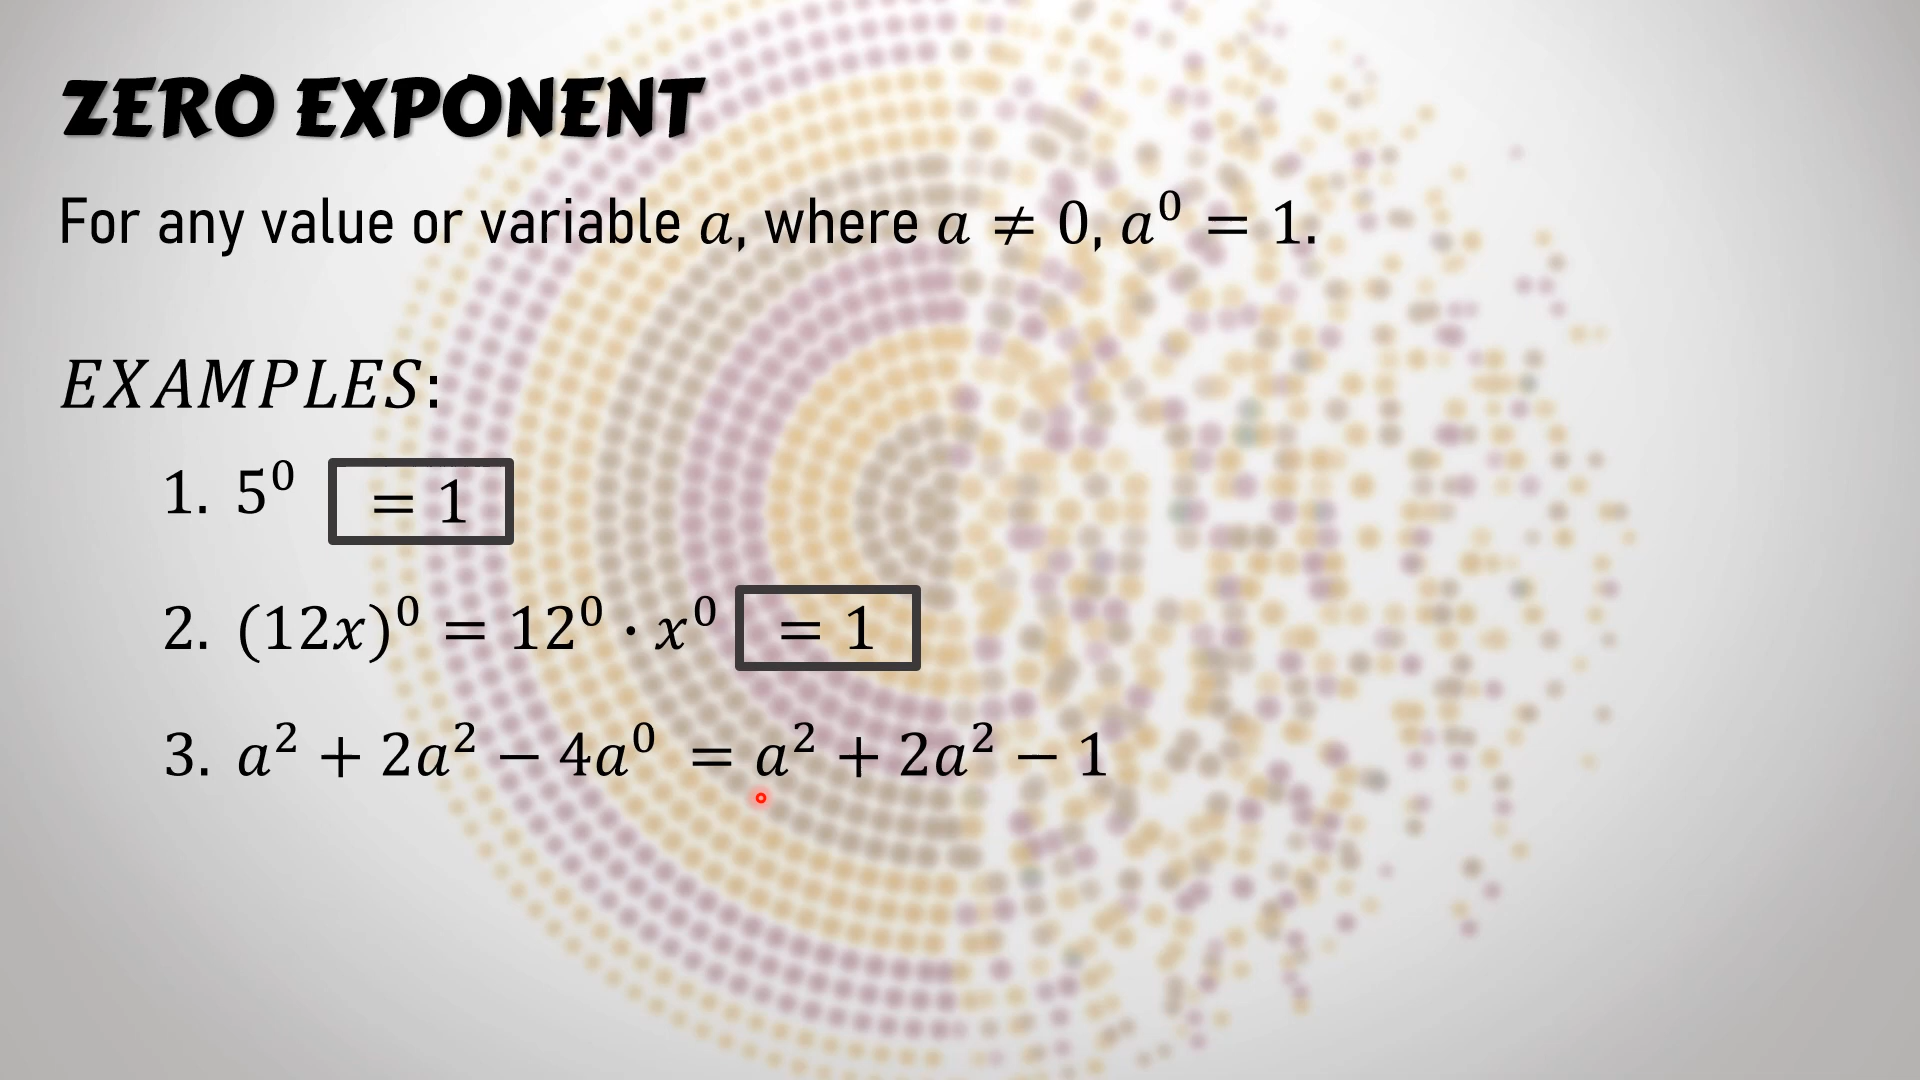 ZERO EXPONENT
For any value or variable a, where a ≠ 0, a⁰ = 1.
EXAMPLES:
1. 5⁰ = 1
2. (12x)⁰ = 12⁰ · x⁰ = 1
3. a² + 2a² − 4a⁰ = a² + 2a² − 1